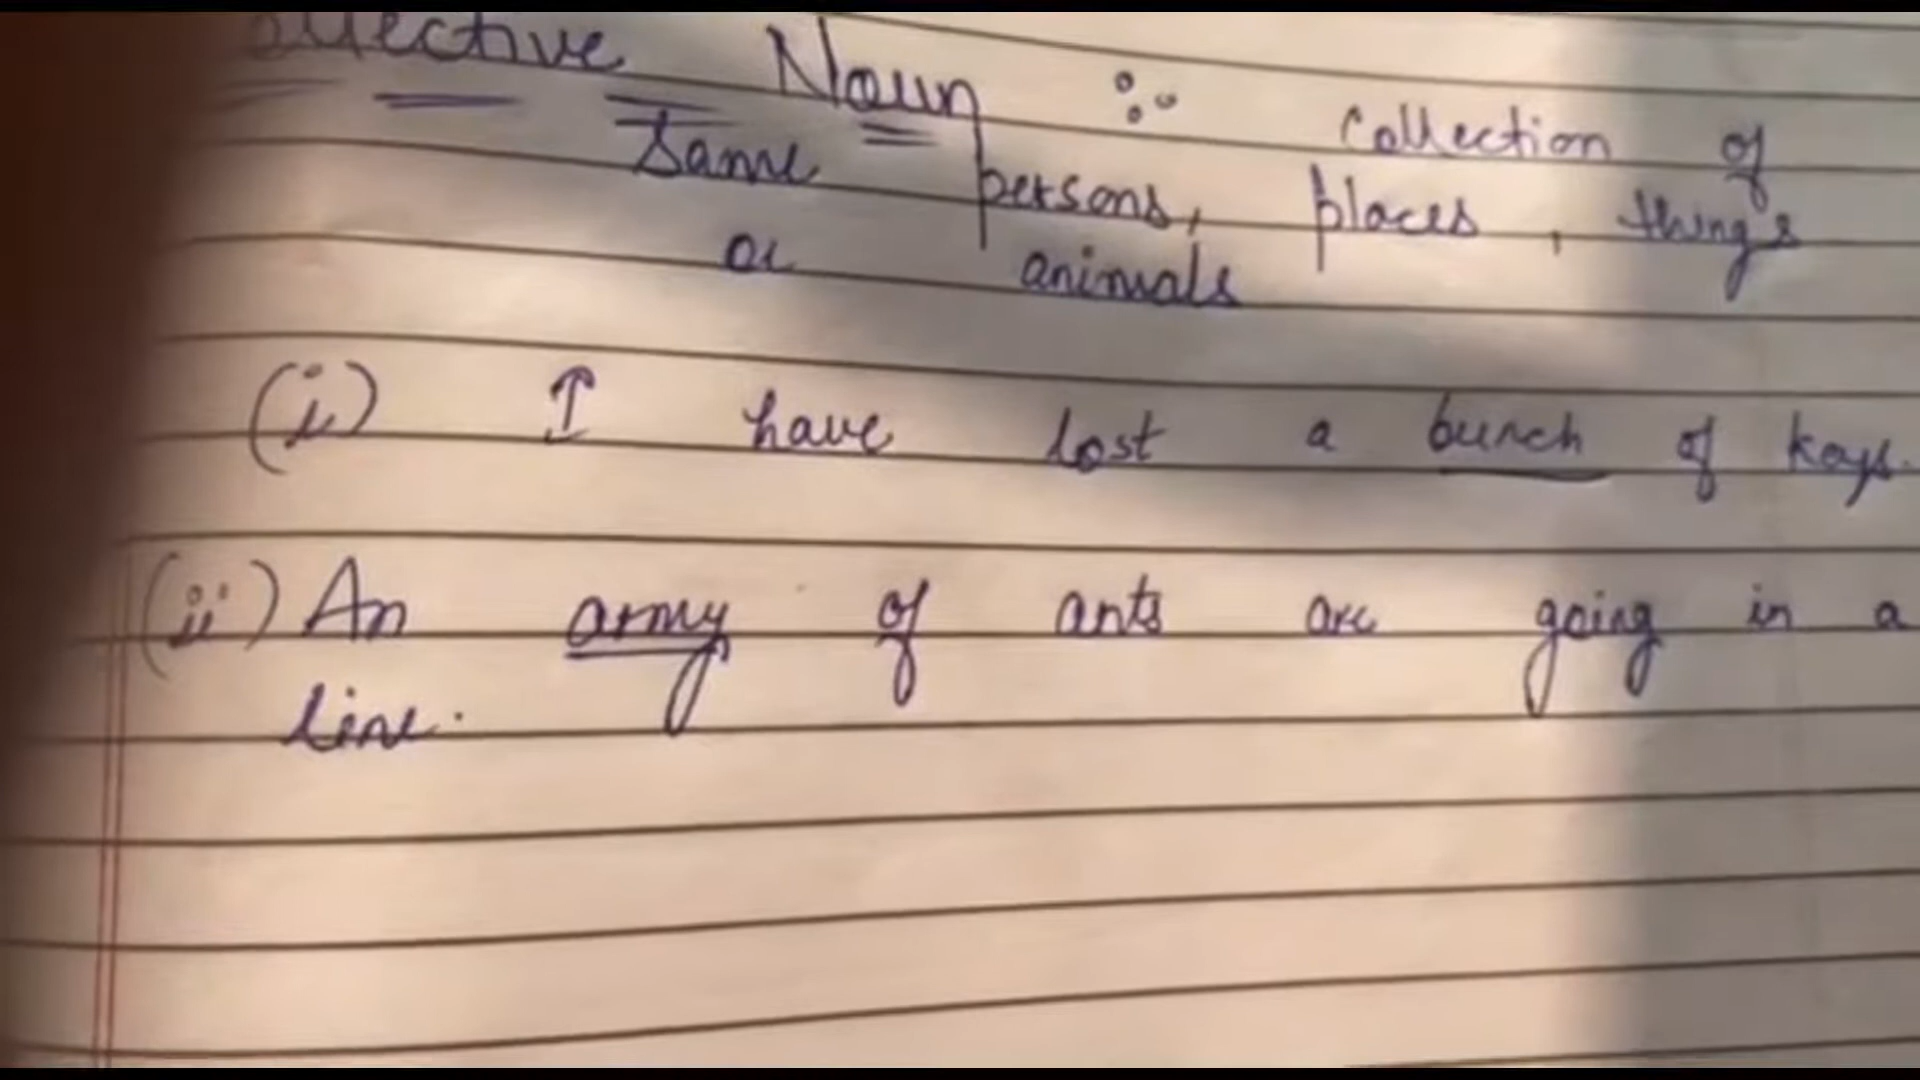 Collective Noun : Collection of
same persons, places, things
or animals
(i) I have lost a bunch of keys.
(ii) An army of ants are going in a
line.